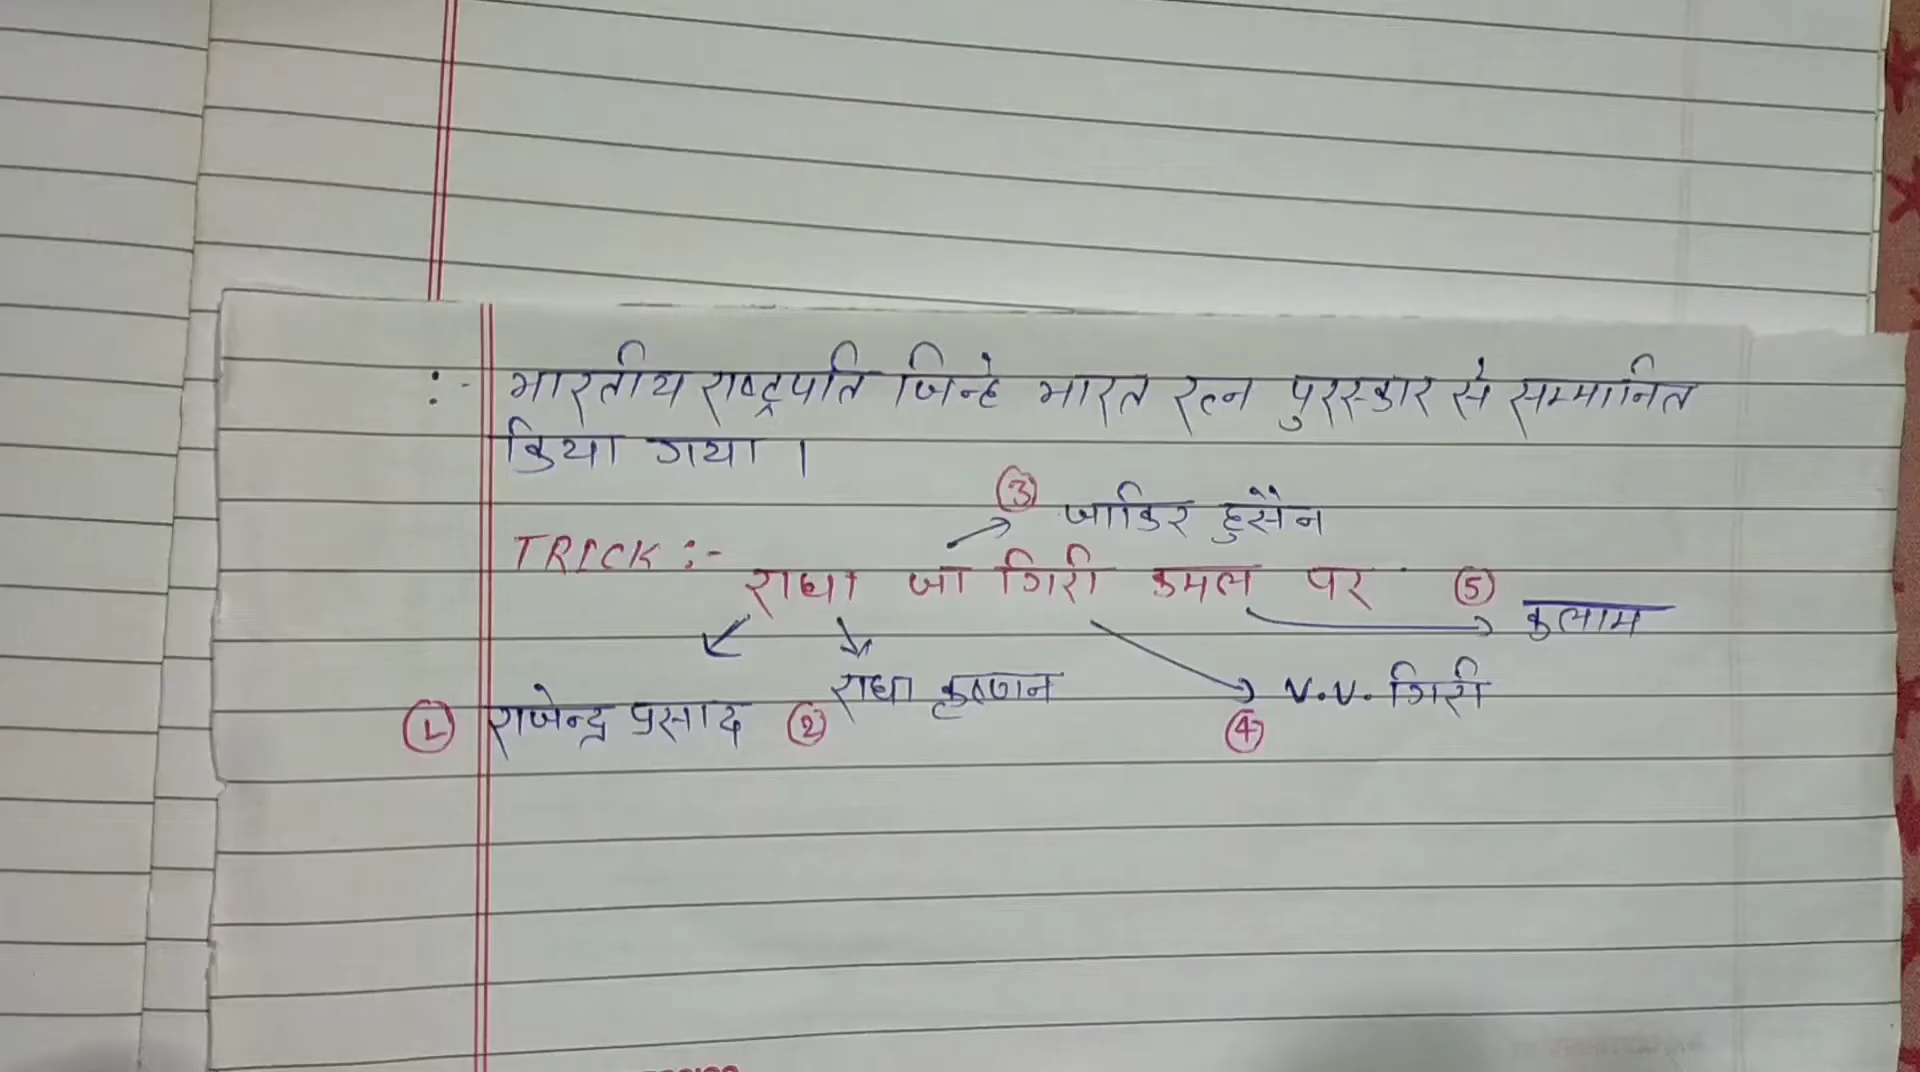 :- भारतीय राष्ट्रपति जिन्हे भारत रत्न पुरस्कार से सम्मानित
किया गया ।
③ जाकिर हुसैन
TRICK :-
राधा जा गिरी कमल पर
⑤ कलाम
① राजेन्द्र प्रसाद
② राधा कृष्णन
④ V.V. गिरी